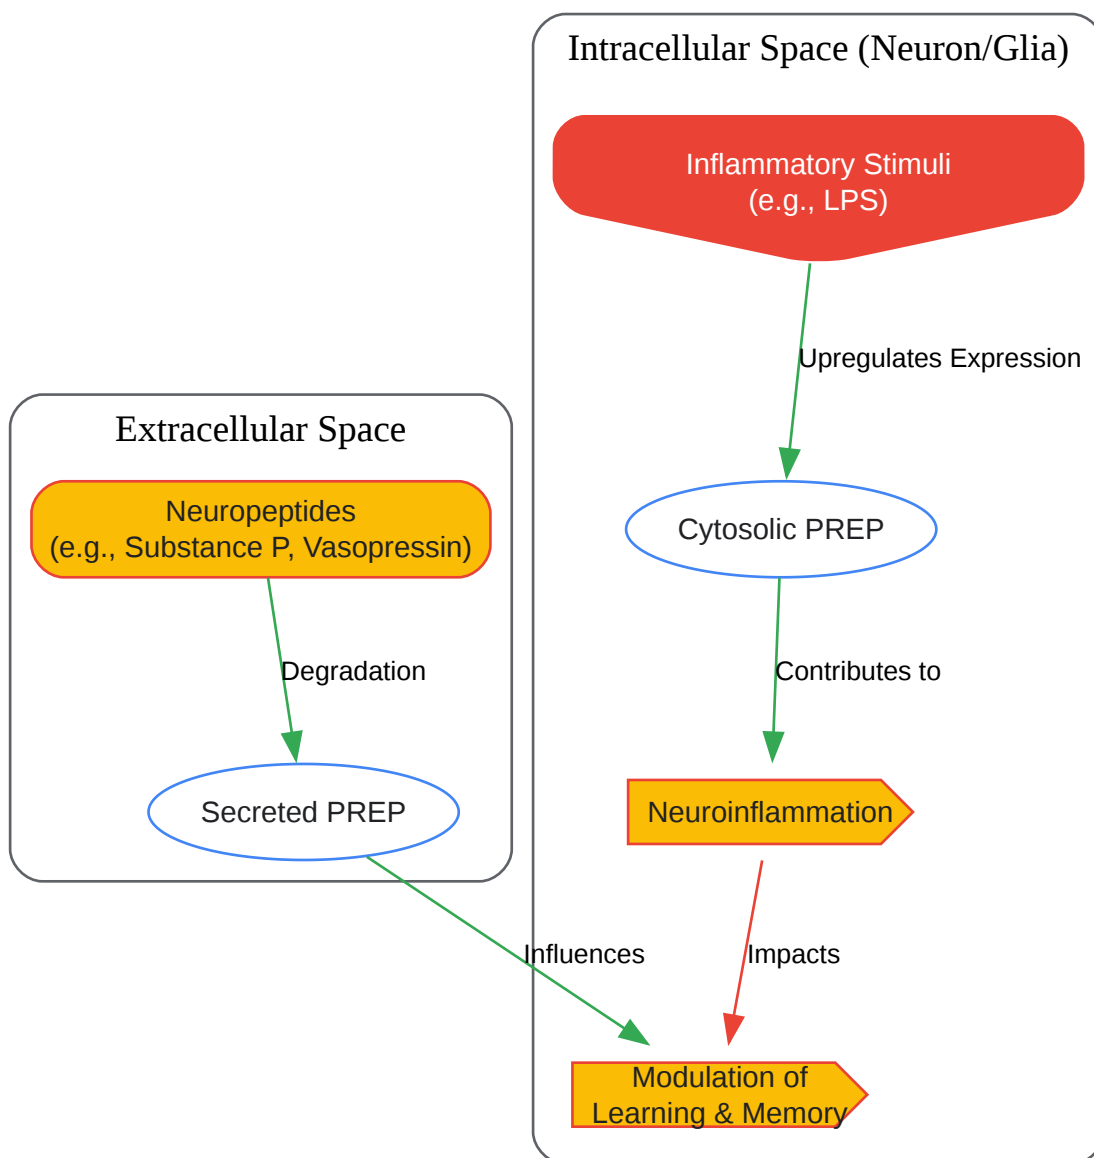 Intracellular Space (Neuron/Glia)
Inflammatory Stimuli
(e.g., LPS)
Upregulates Expression
Extracellular Space
Neuropeptides
(e.g., Substance P, Vasopressin)
Cytosolic PREP
Degradation
Contributes to
Secreted PREP
Neuroinflammation
Influences
Impacts
Modulation of
Learning & Memory